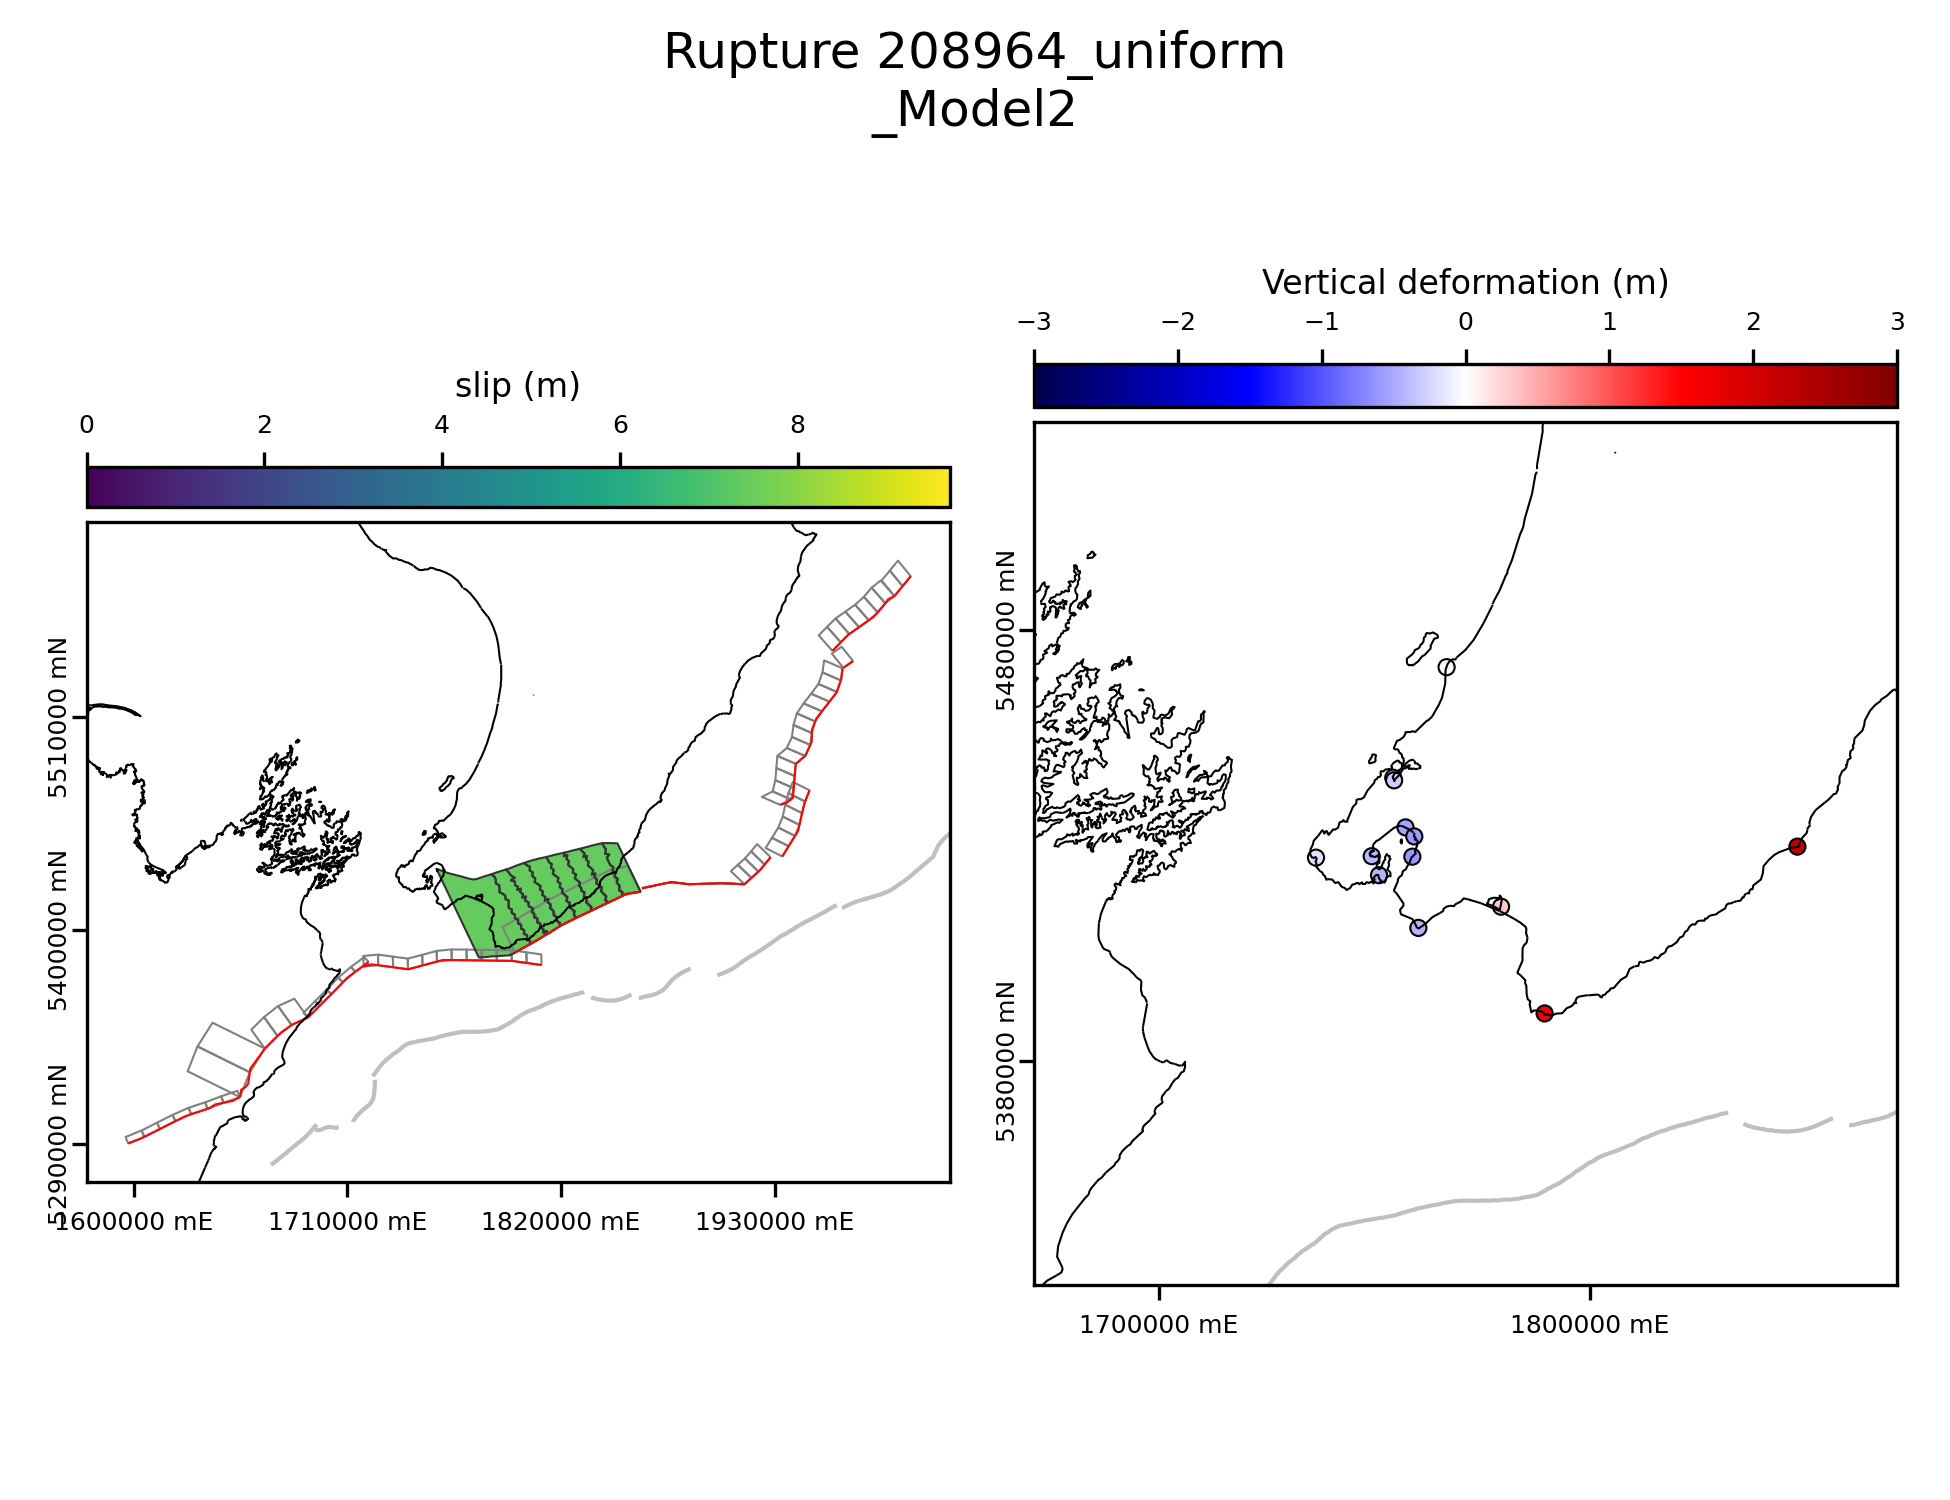 Rupture 208964_uniform
_Model2
slip (m)
0 2 4 6 8
5510000 mN
5400000 mN
5290000 mN
1600000 mE 1710000 mE 1820000 mE 1930000 mE
Vertical deformation (m)
−3 −2 −1 0 1 2 3
5480000 mN
5380000 mN
1700000 mE 1800000 mE